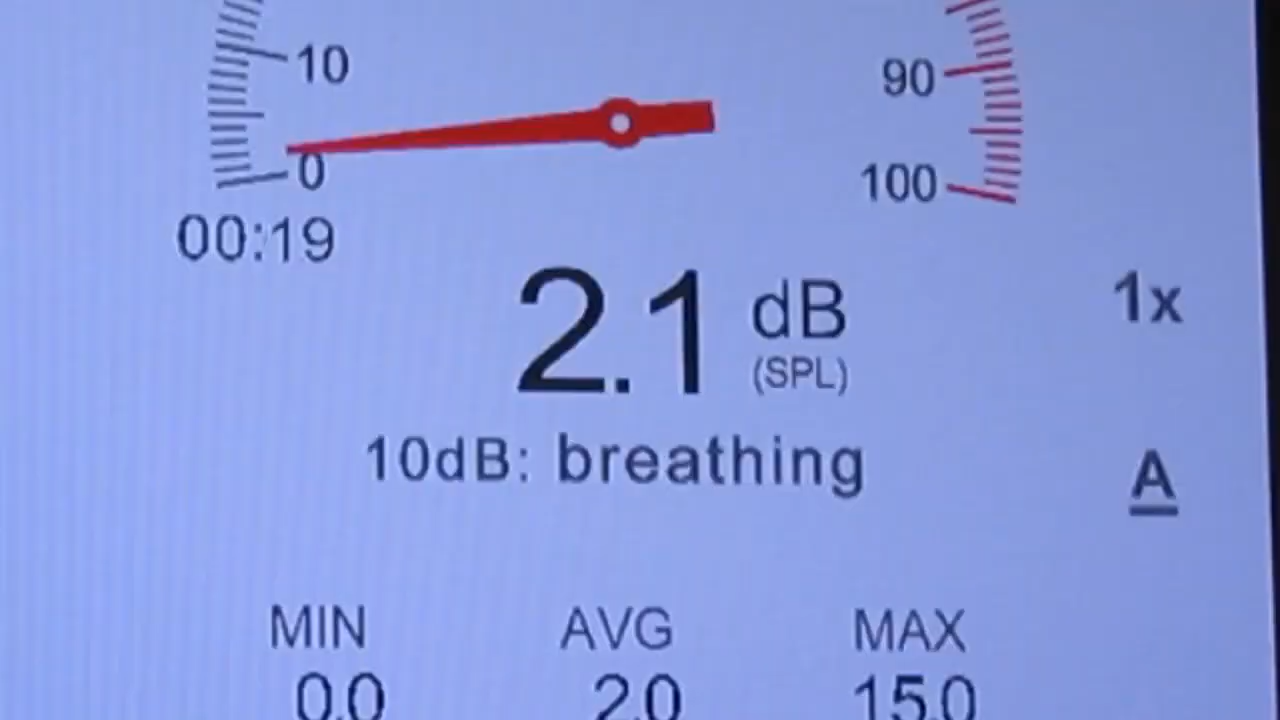 10
90
0
100
00:19
2.1 dB
(SPL)
1x
10dB: breathing
A
MIN AVG MAX
0.0 2.0 15.0